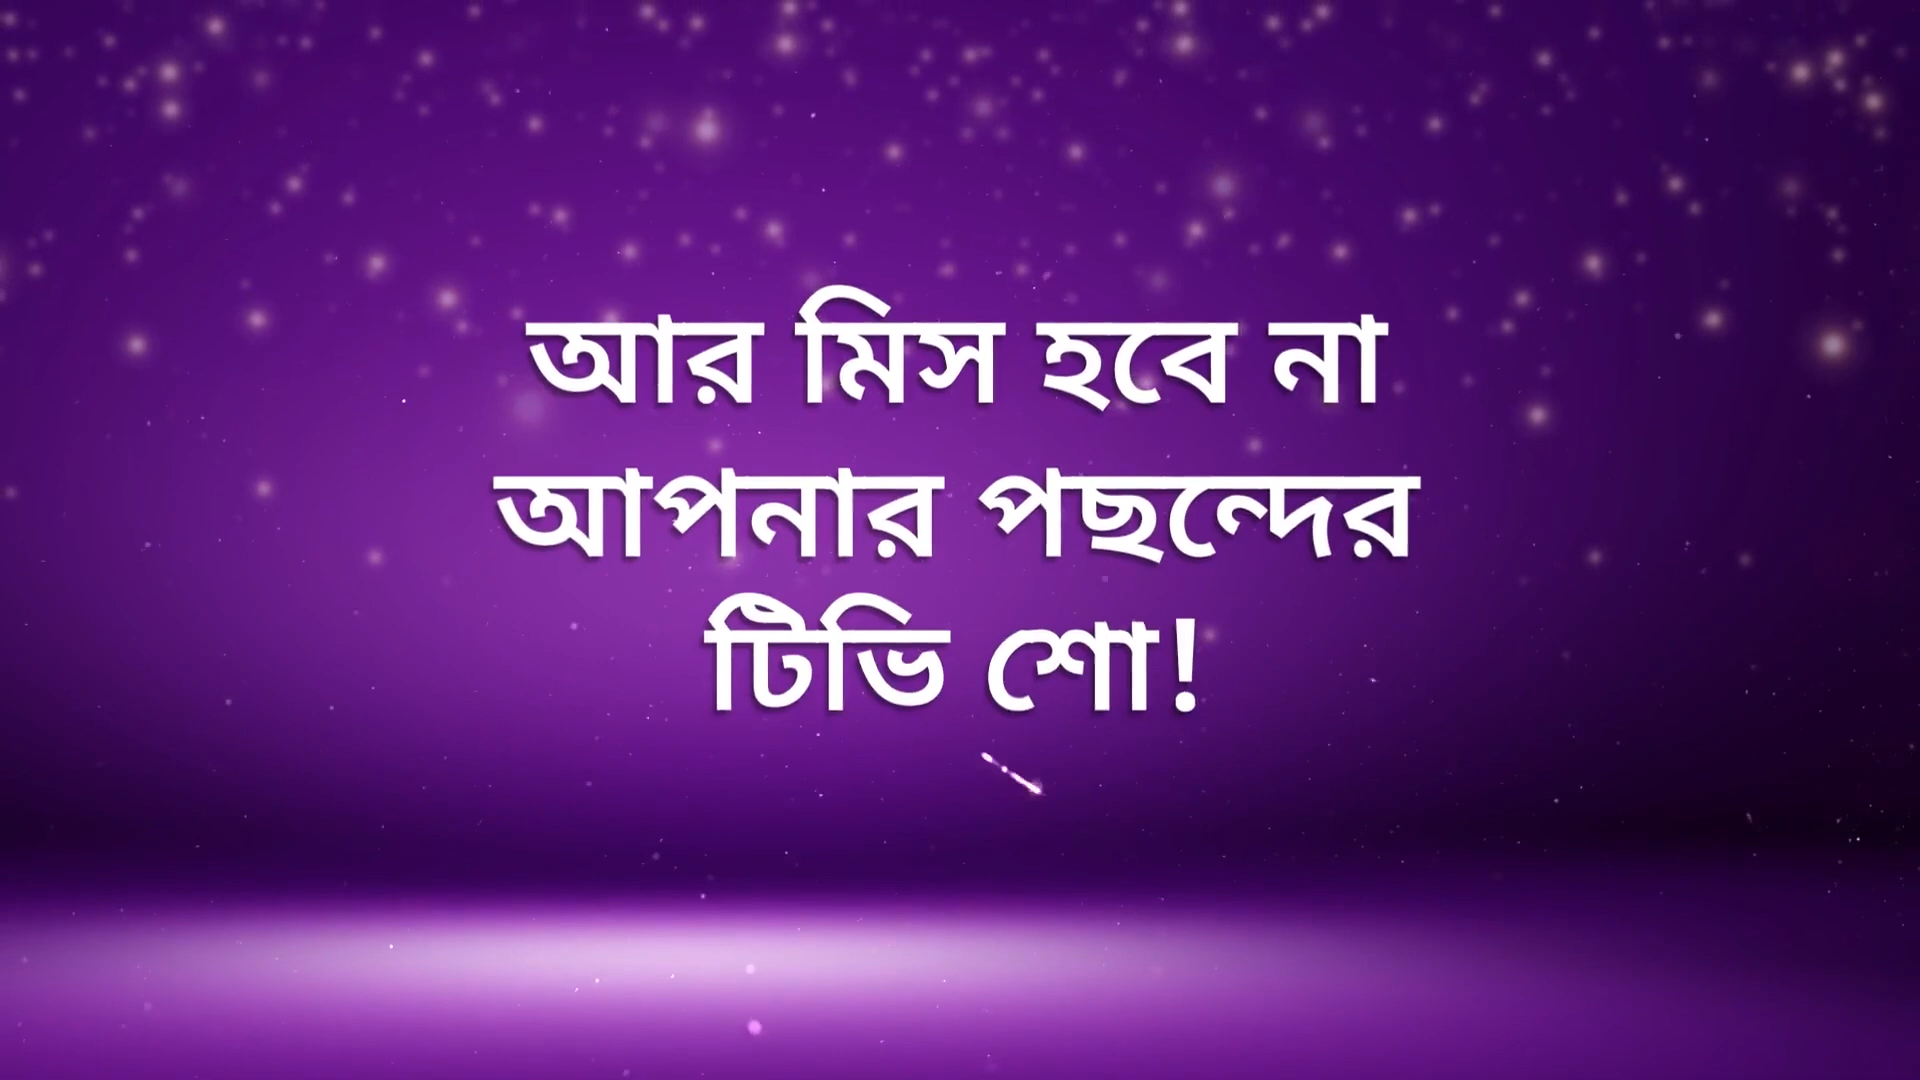 আর মিস হবে না
আপনার পছন্দের
টিভি শো!